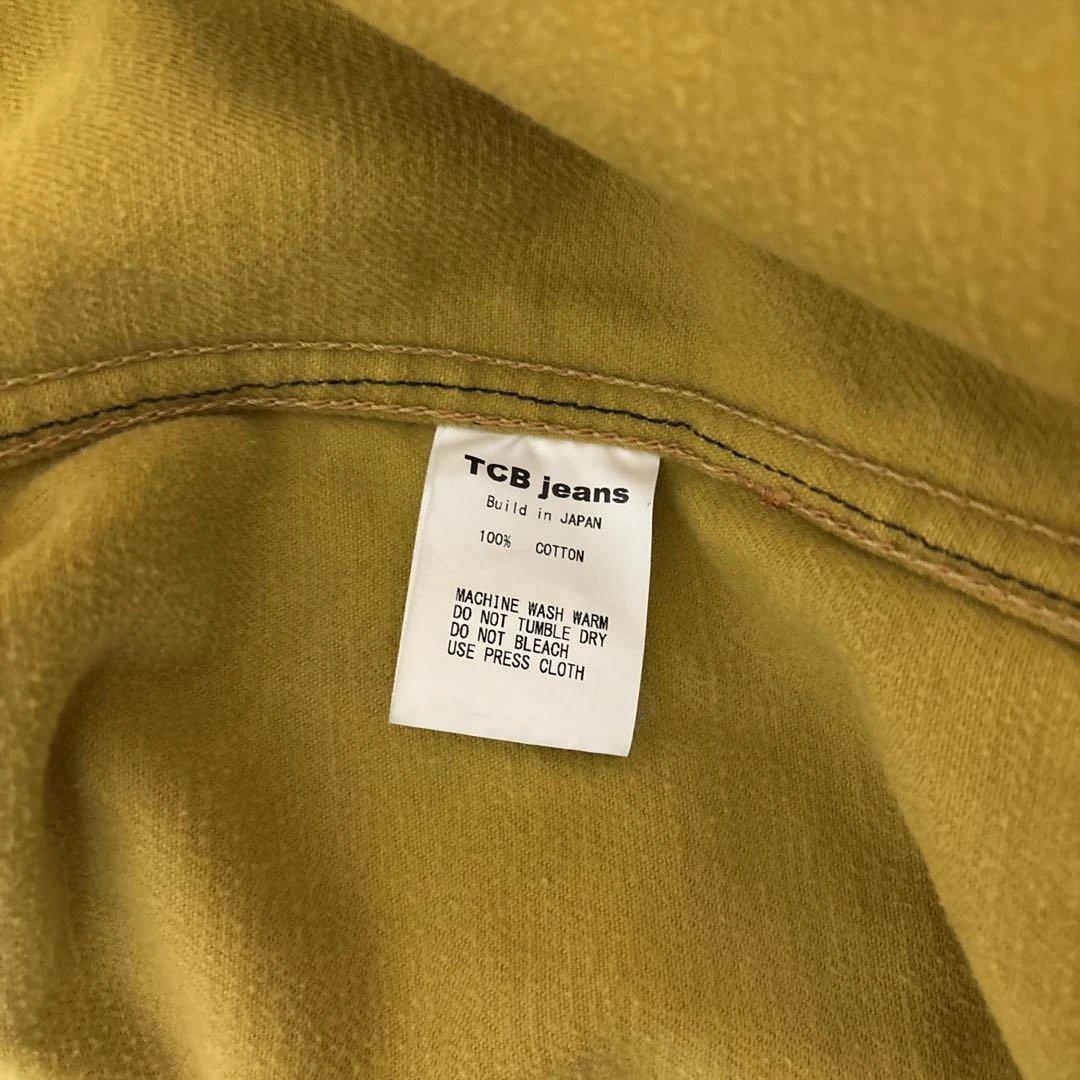 TCB jeans
Build in JAPAN
100% COTTON
MACHINE WASH WARM
DO NOT TUMBLE DRY
DO NOT BLEACH
USE PRESS CLOTH